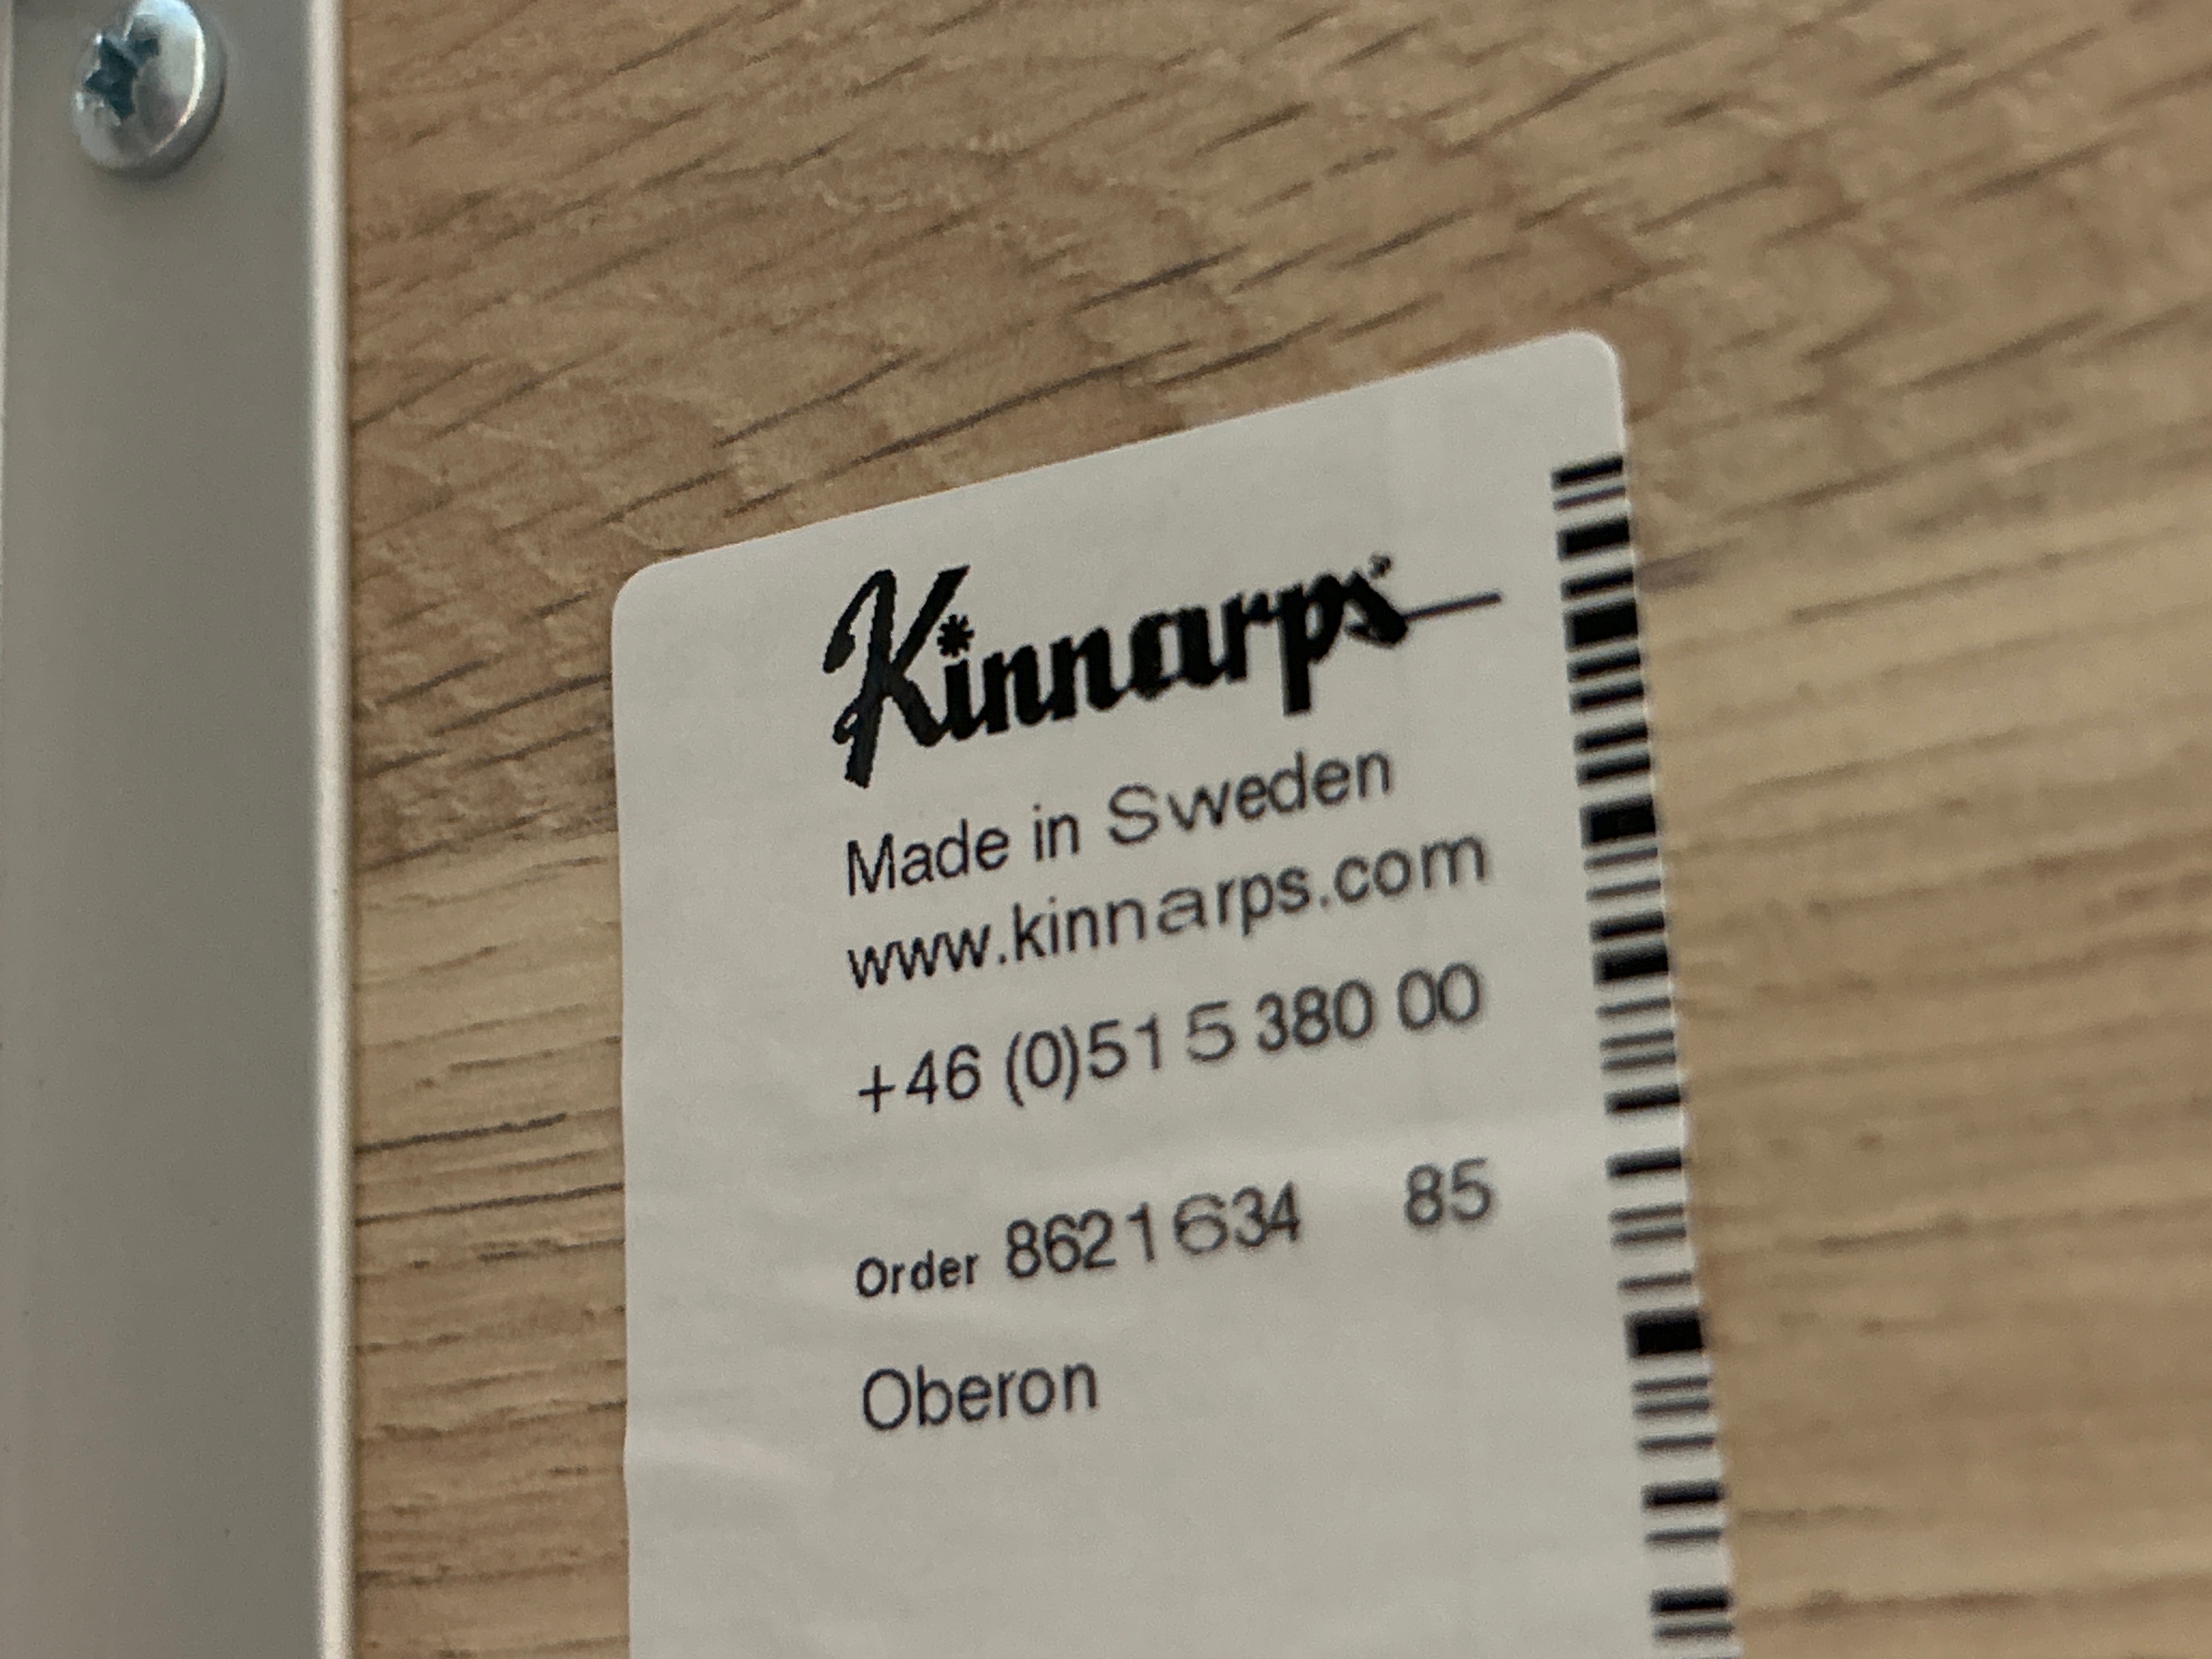 Kinnarps
Made in Sweden
www.kinnarps.com
+46 (0)515 380 00
Order 8621634 85
Oberon